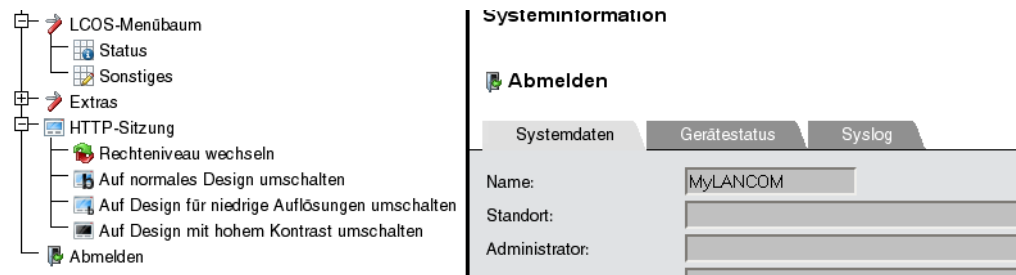 LCOS-Menübaum
Status
Sonstiges
Extras
HTTP-Sitzung
Rechteniveau wechseln
Auf normales Design umschalten
Auf Design für niedrige Auflösungen umschalten
Auf Design mit hohem Kontrast umschalten
Abmelden
Systeminformation
Abmelden
Systemdaten Gerätestatus Syslog
Name: MyLANCOM
Standort:
Administrator: